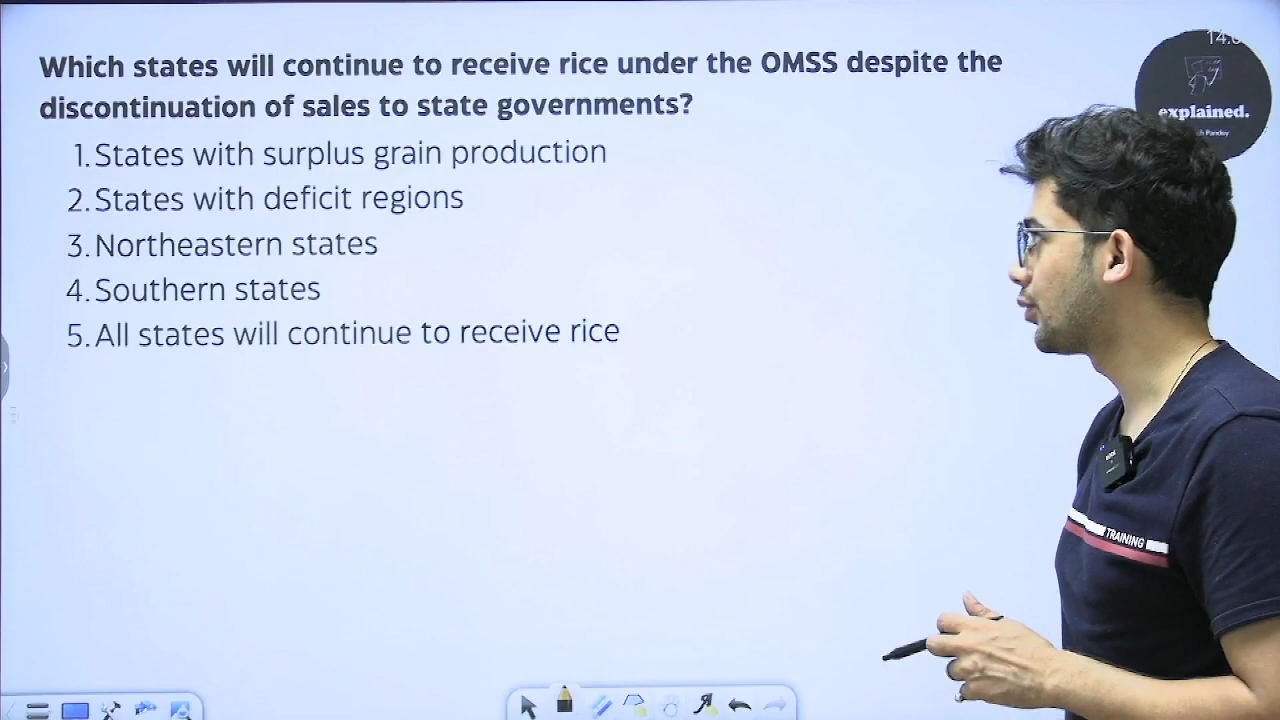 Which states will continue to receive rice under the OMSS despite the
discontinuation of sales to state governments?
1. States with surplus grain production
2. States with deficit regions
3. Northeastern states
4. Southern states
5. All states will continue to receive rice
explained.
Pandey
TRAINING